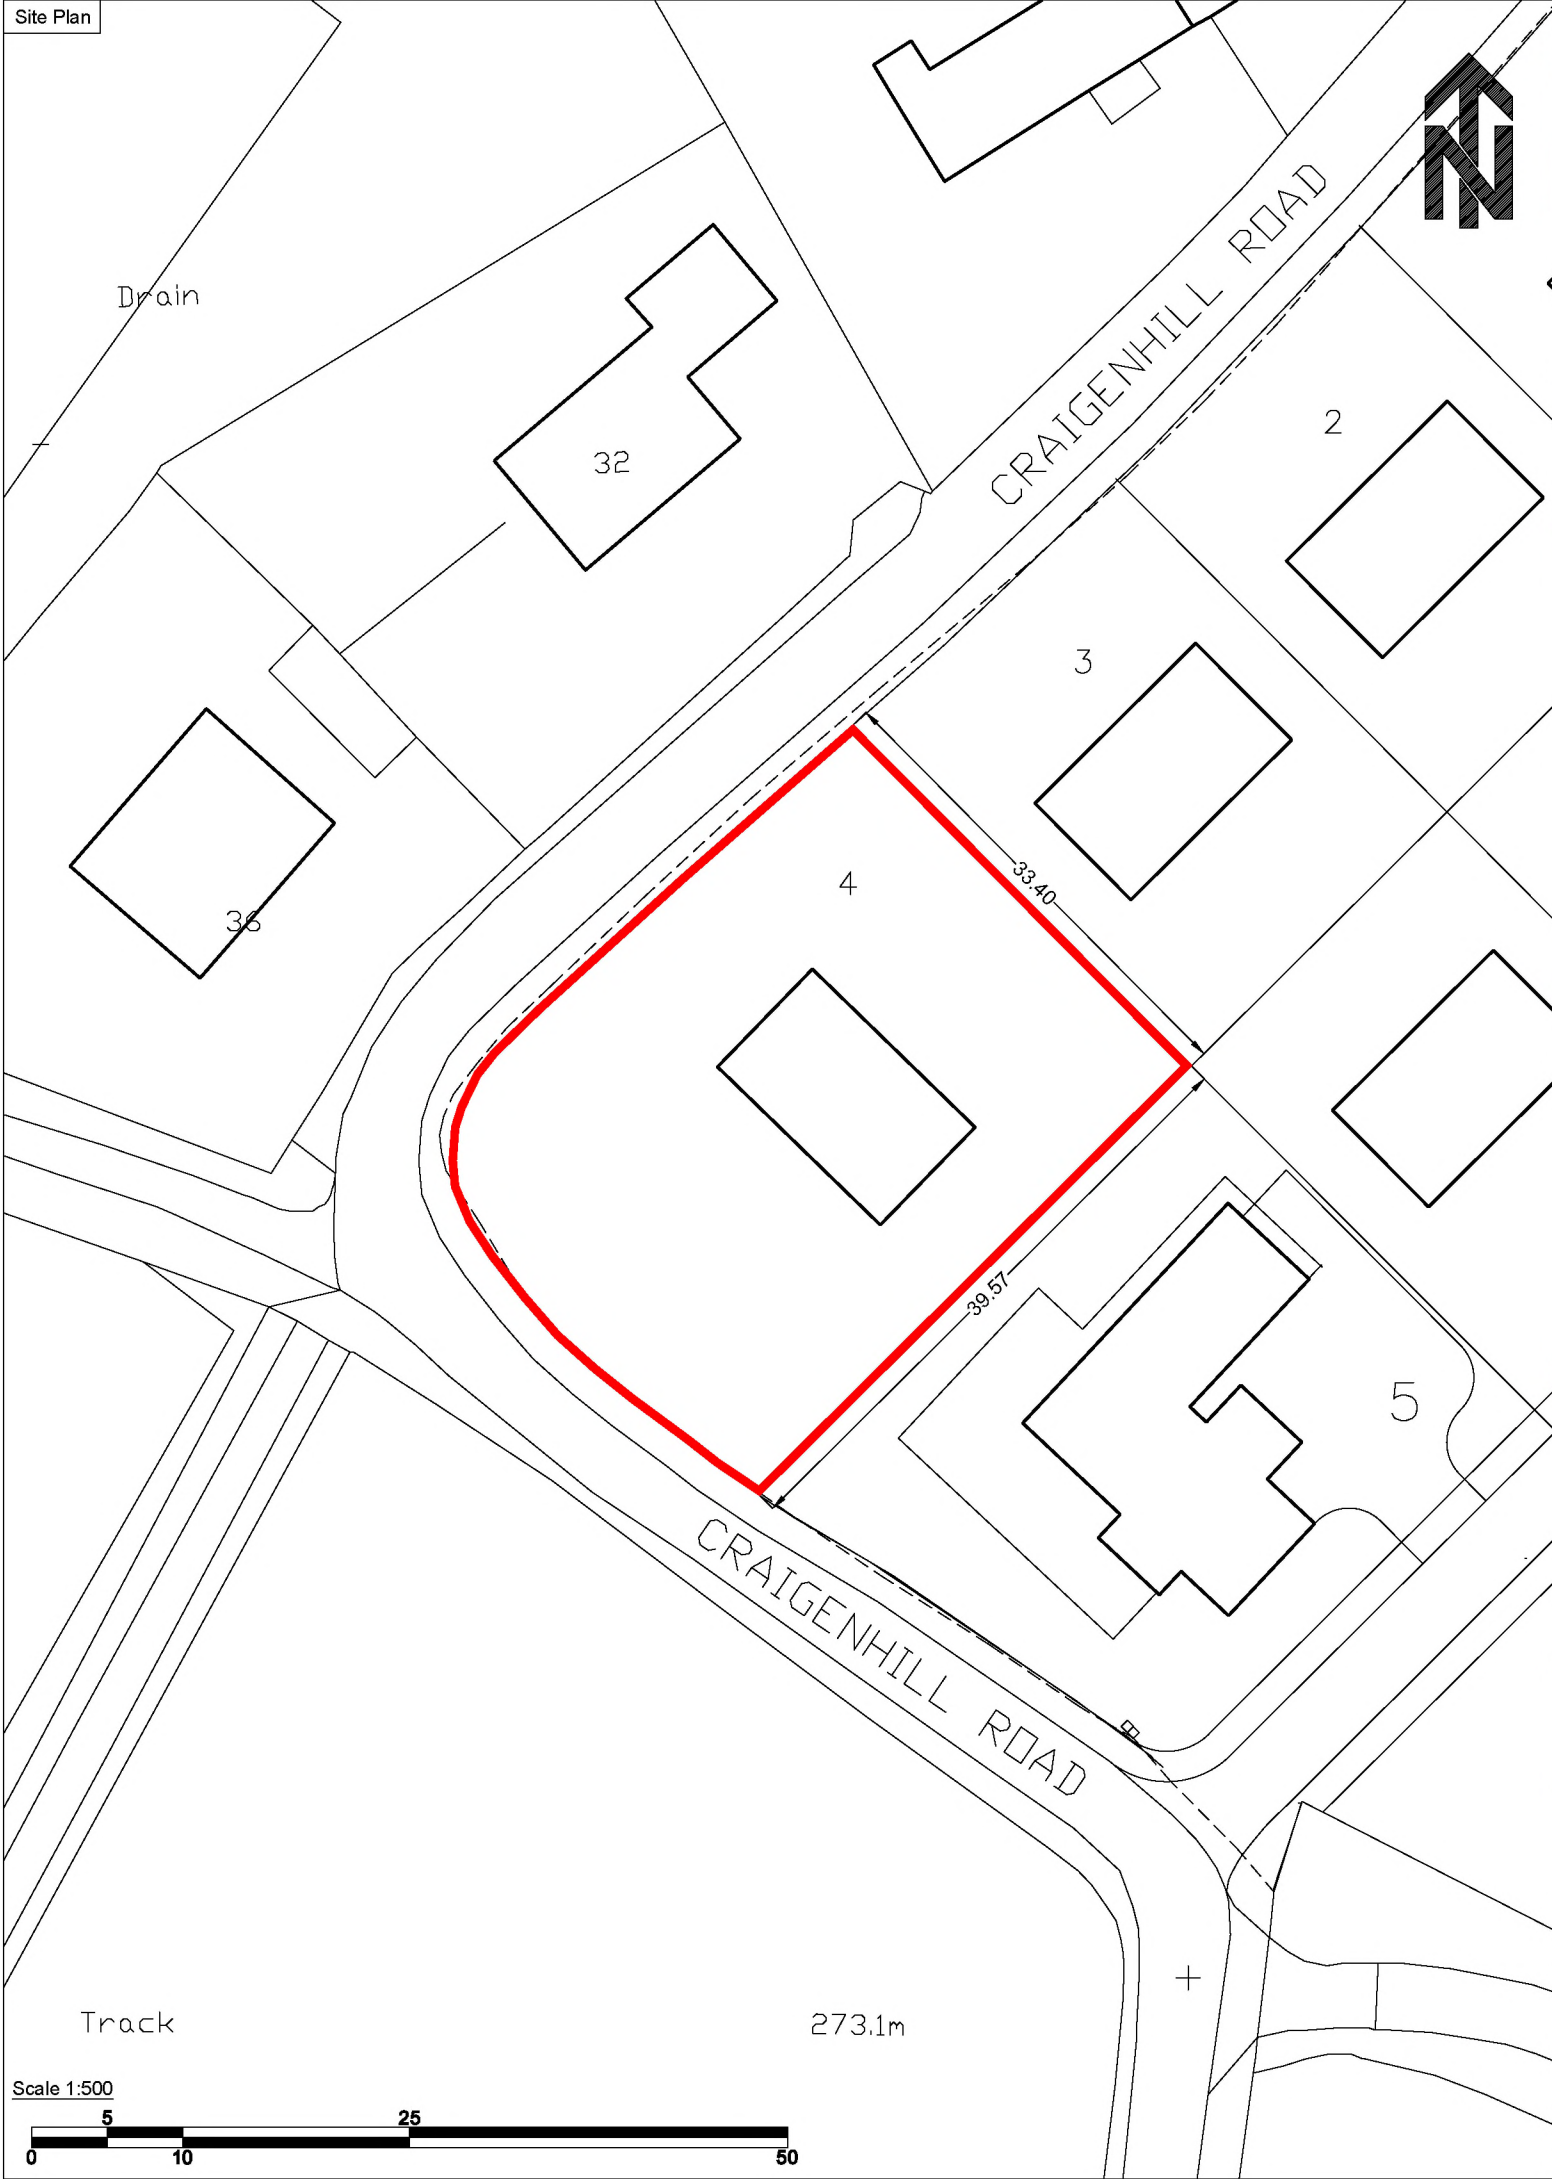 Site Plan
N
CRAIGENHILL ROAD
Drain
2
32
3
33.40
4
36
39.57
5
CRAIGENHILL ROAD
Track
273.1m
Scale 1:500
5 25
0 10 50